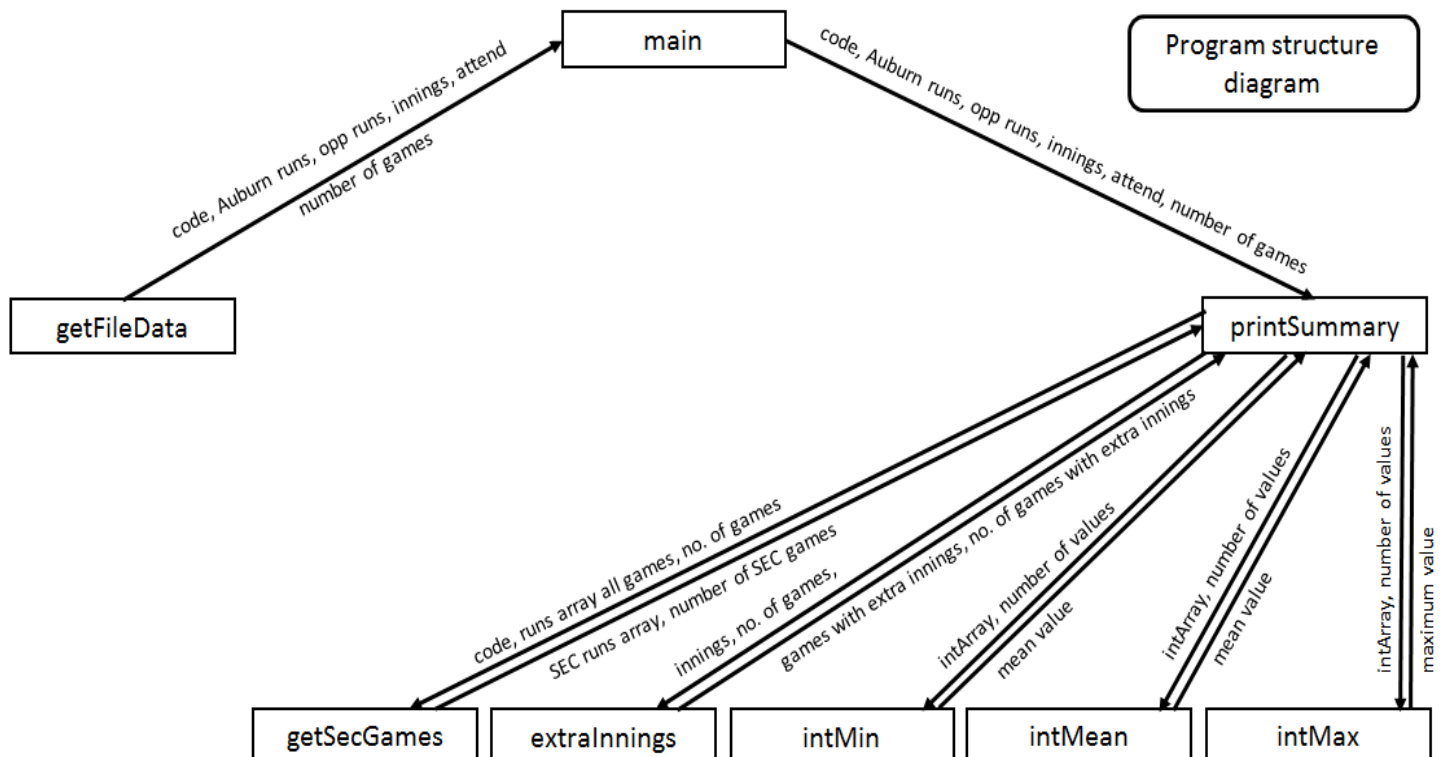 main
Program structure
diagram
code, Auburn runs, opp runs, innings, attend
number of games
code, Auburn runs, opp runs, innings, attend, number of games
getFileData
printSummary
code, runs array all games, no. of games
SEC runs array, number of SEC games
innings, no. of games,
games with extra innings, no. of games with extra innings
intArray, number of values
mean value
intArray, number of values
mean value
intArray, number of values
maximum value
getSecGames
extraInnings
intMin
intMean
intMax